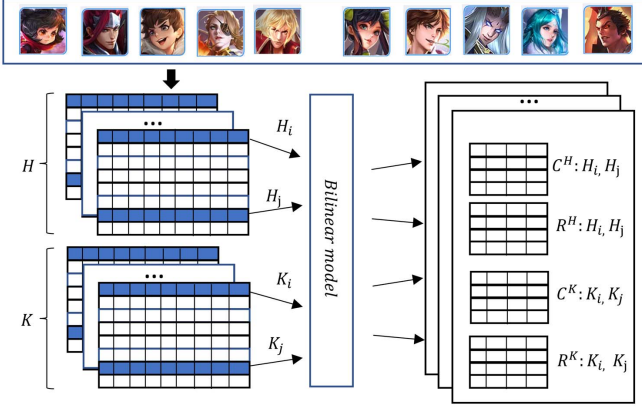 ...
H
H_i
H_j
...
K
K_i
K_j
Bilinear model
...
C^H: H_i, H_j
R^H: H_i, H_j
C^K: K_i, K_j
R^K: K_i, K_j